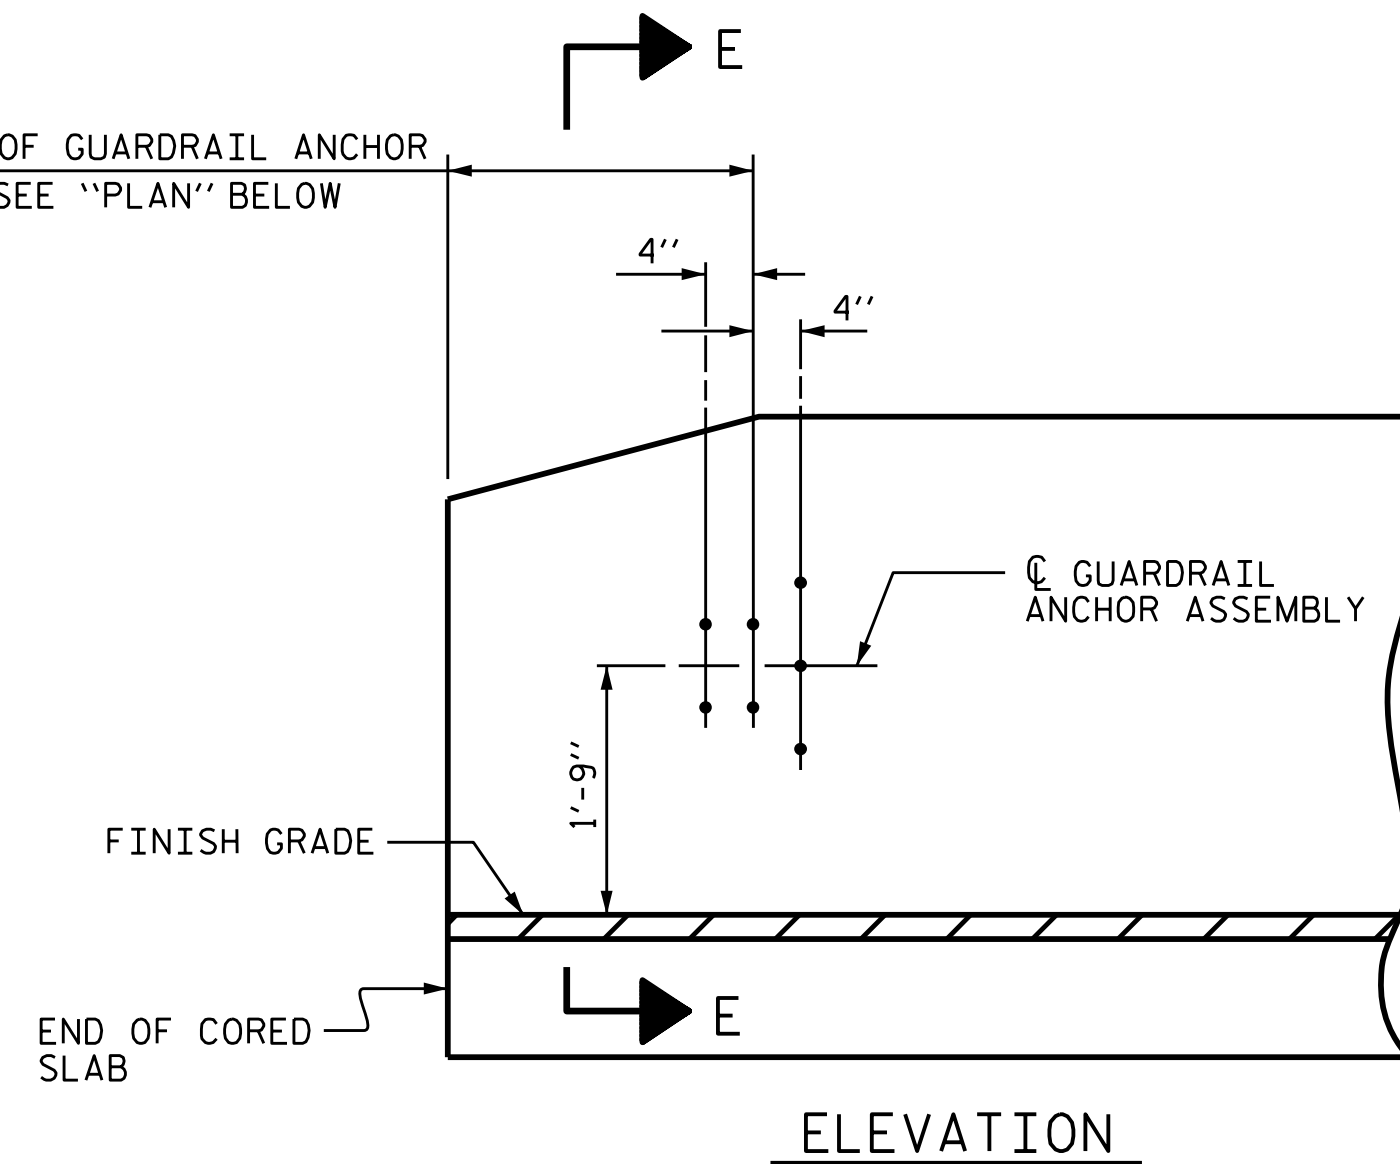 E
OF GUARDRAIL ANCHOR
SEE "PLAN" BELOW
4"
4"
℄ GUARDRAIL
ANCHOR ASSEMBLY
1'-9"
FINISH GRADE
END OF CORED
SLAB
E
ELEVATION